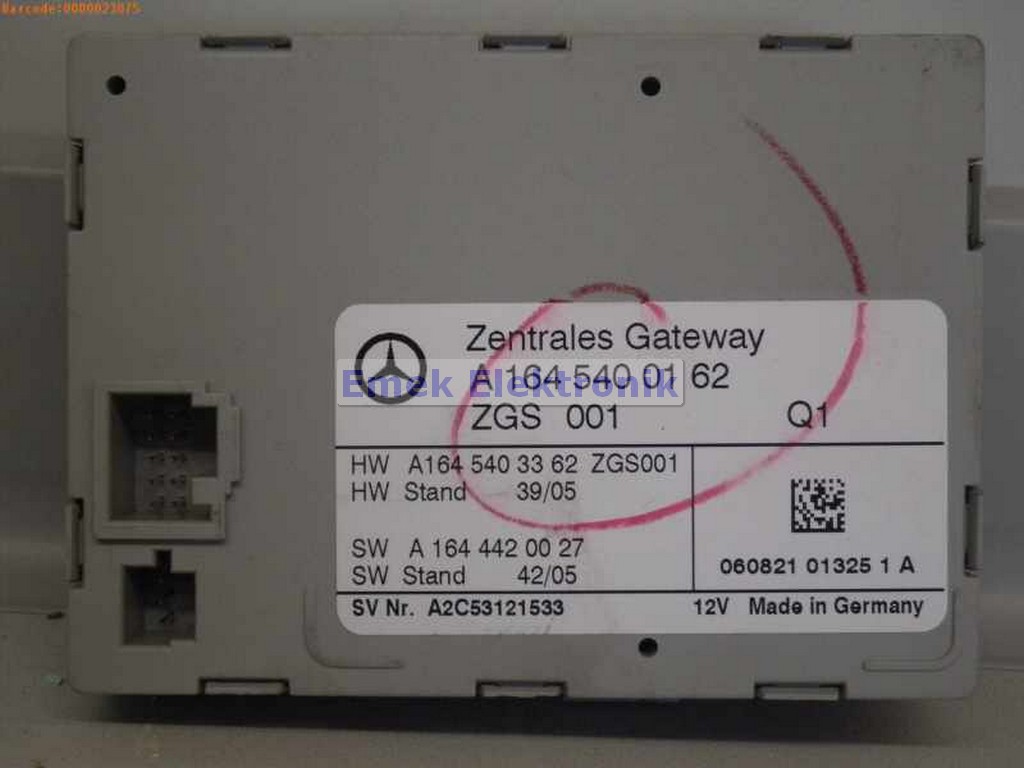 Barcode:0000023075
Zentrales Gateway
A 164 540 01 62
Emek Elektronik
ZGS 001 Q1
HW A164 540 33 62 ZGS001
HW Stand 39/05
SW A 164 442 00 27
SW Stand 42/05
060821 01325 1 A
SV Nr. A2C53121533 12V Made in Germany